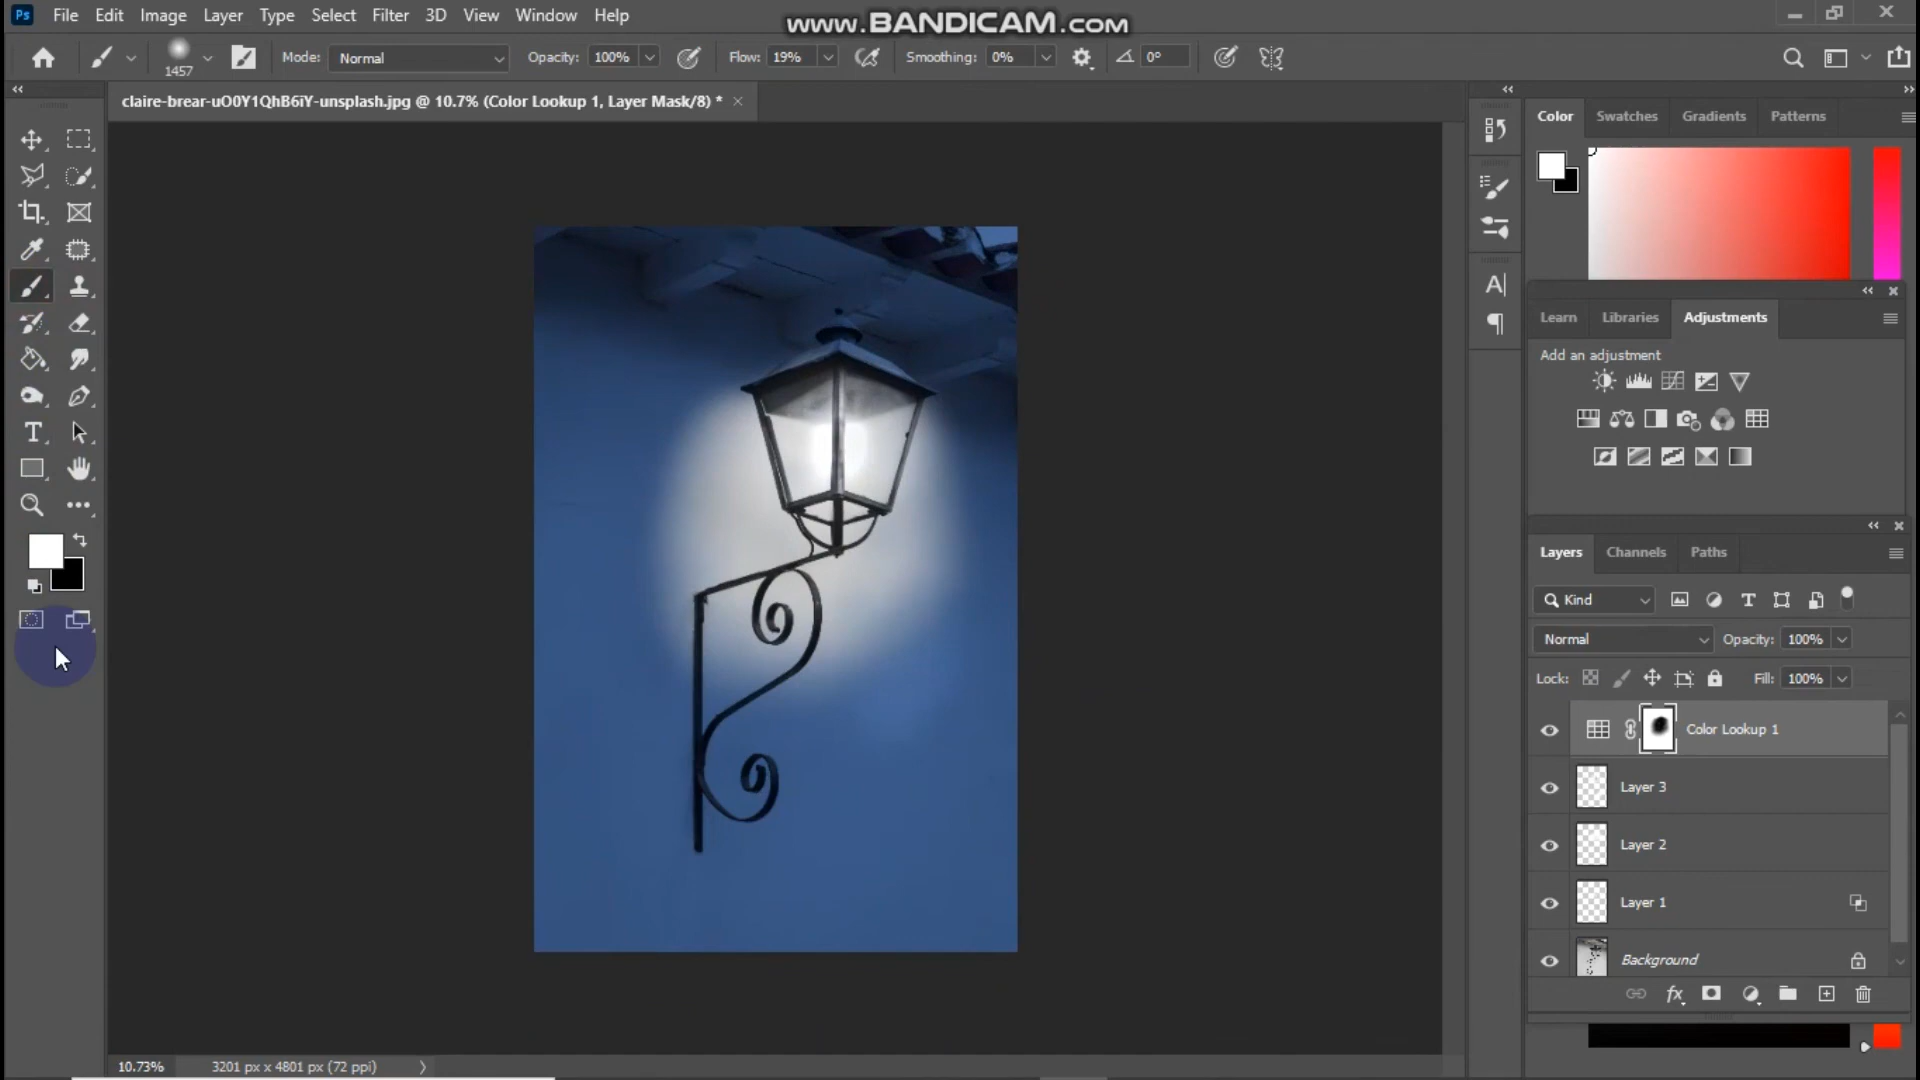 Ps File Edit Image Layer Type Select Filter 3D View Window Help
www.BANDICAM.com
1457 Mode: Normal Opacity: 100% Flow: 19% Smoothing: 0% 0°
claire-brear-uO0Y1QhB6iY-unsplash.jpg @ 10.7% (Color Lookup 1, Layer Mask/8) *
Color Swatches Gradients Patterns
Learn Libraries Adjustments
Add an adjustment
Layers Channels Paths
Kind
Normal Opacity: 100%
Lock: Fill: 100%
Color Lookup 1
Layer 3
Layer 2
Layer 1
Background
10.73% 3201 px x 4801 px (72 ppi)